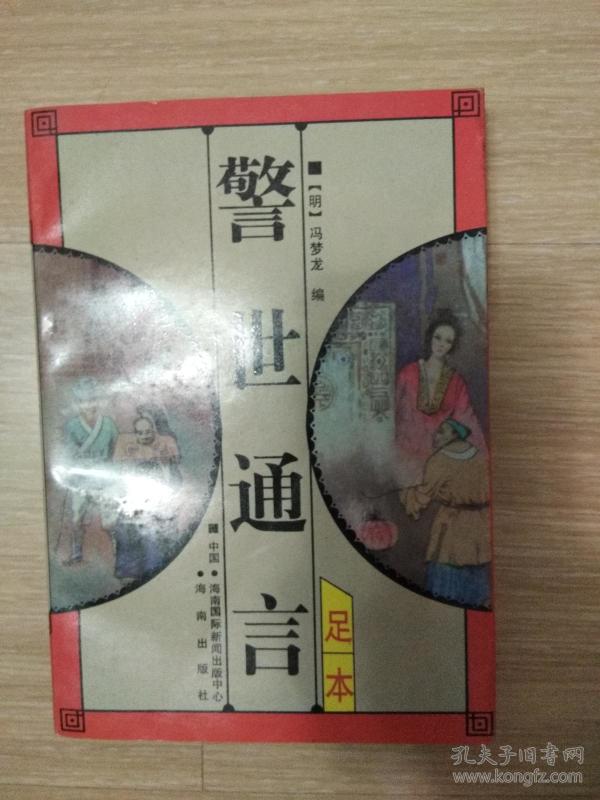 警世通言
■【明】冯梦龙 编
足本
中国•海南国际新闻出版中心
•海南出版社
孔夫子旧书网
www.kongfz.com